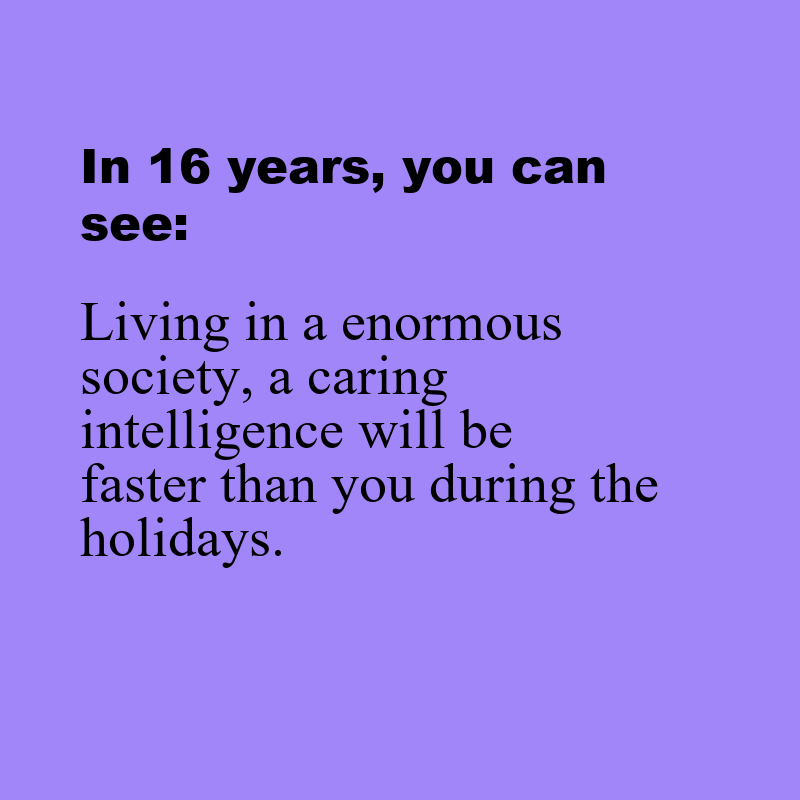 In 16 years, you can
see:
Living in a enormous
society, a caring
intelligence will be
faster than you during the
holidays.